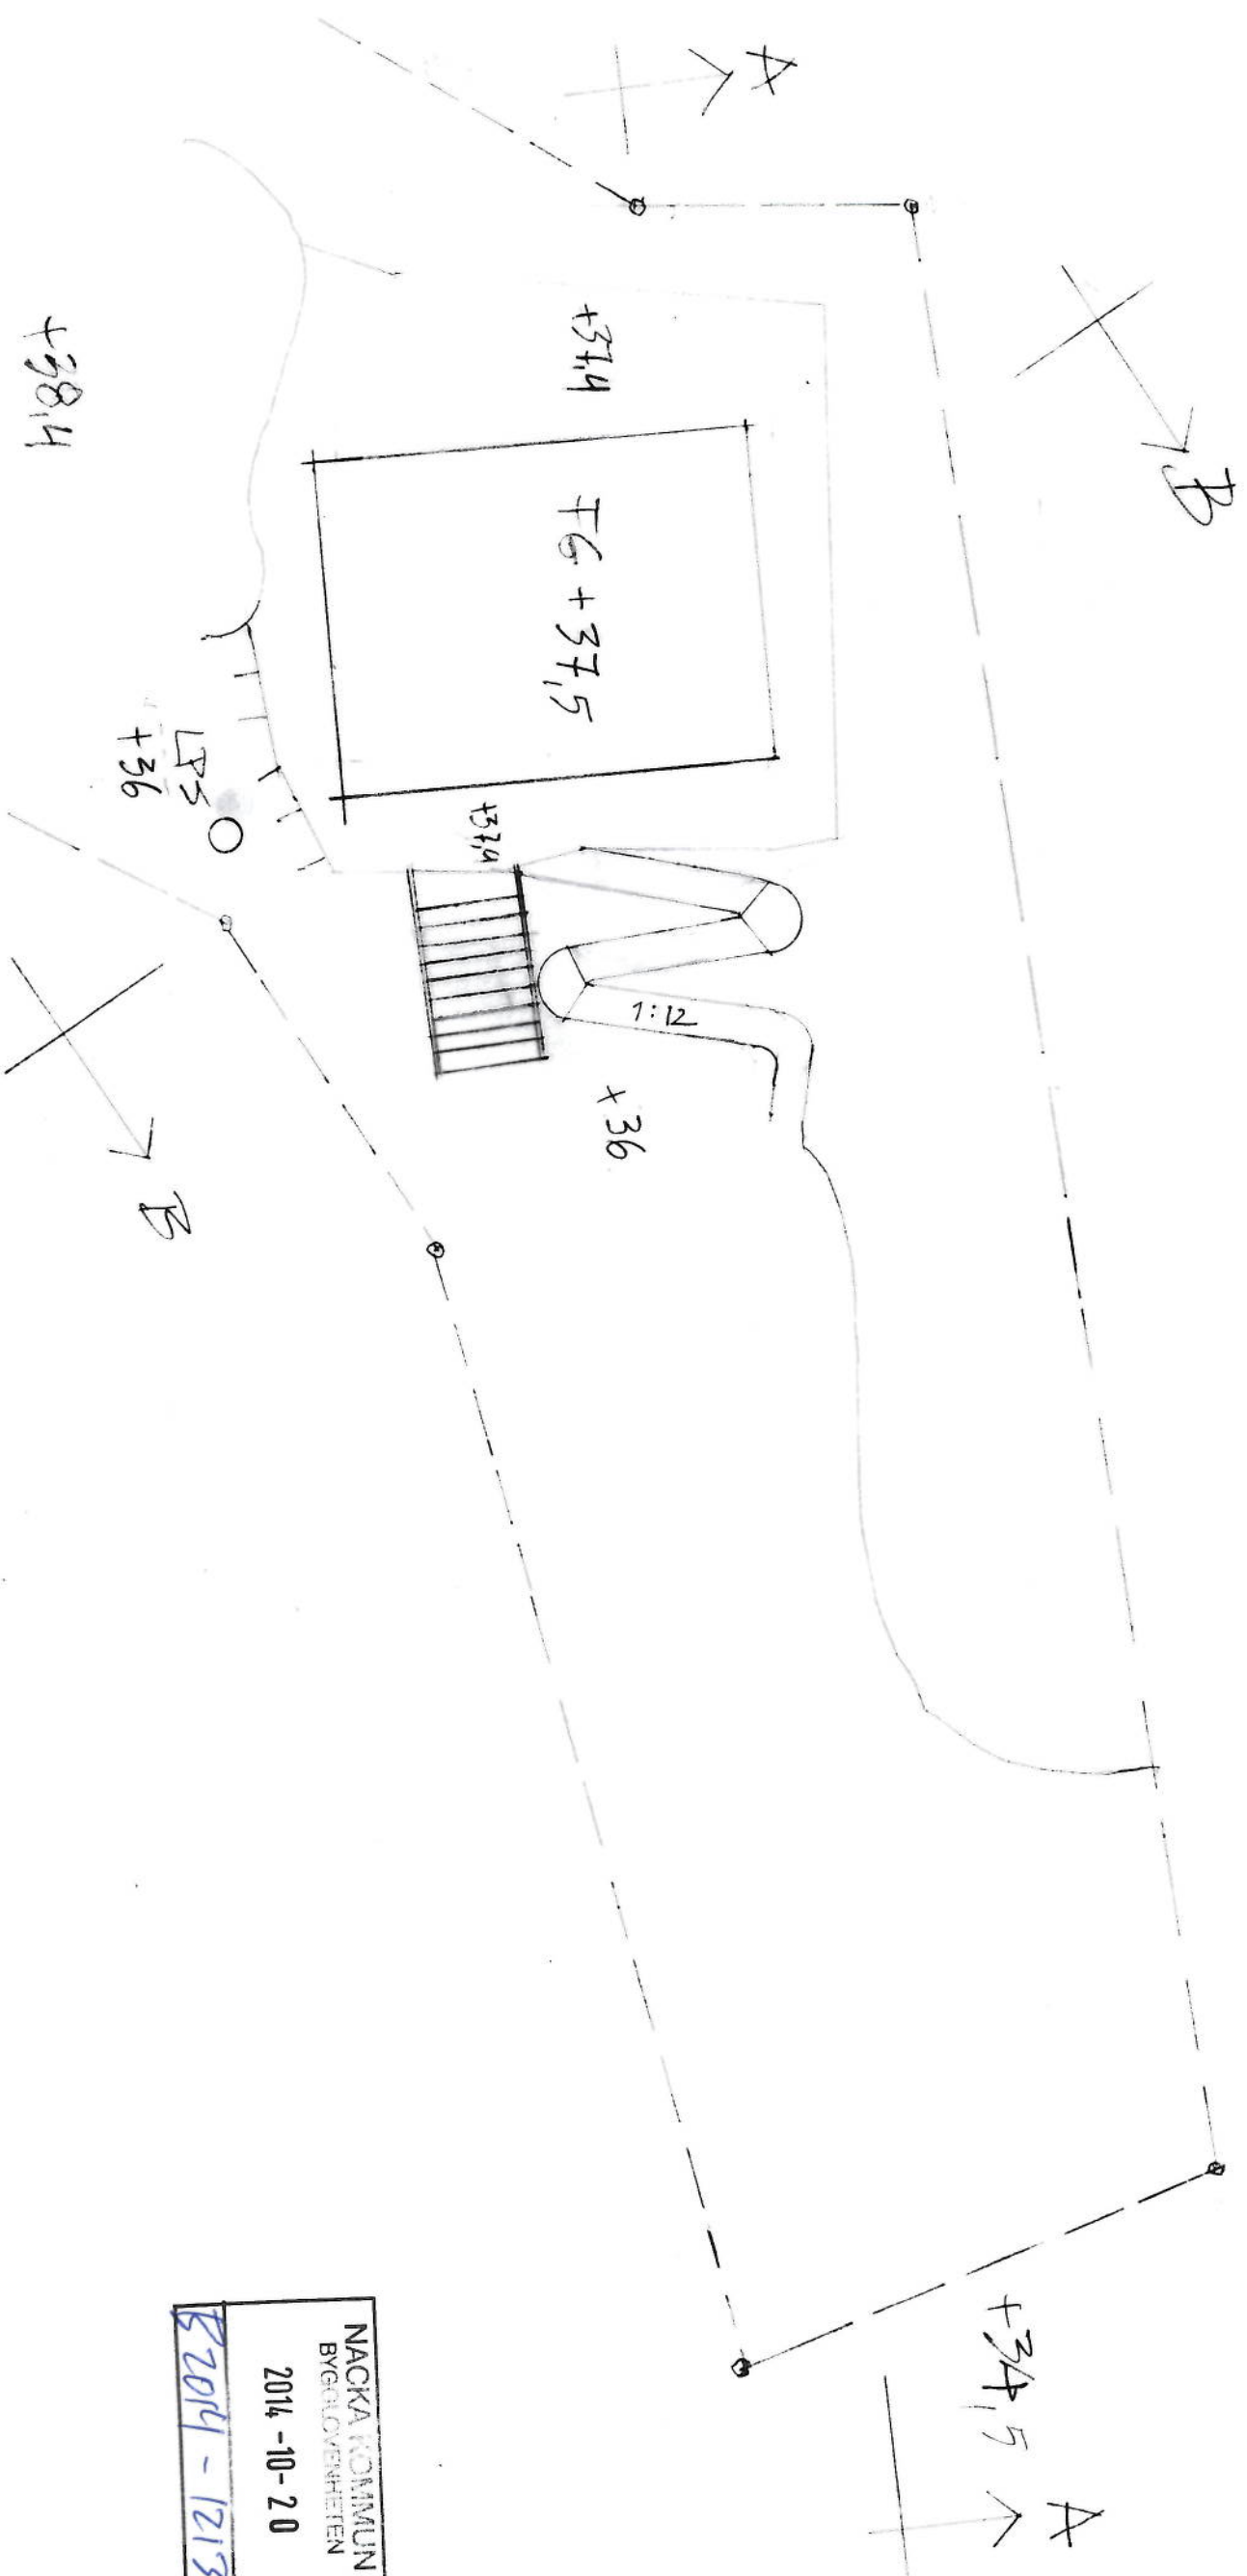 A
B
+38,4
+37,4
FG +37,5
LPS
+36
+37,4
1:12
+36
B
+34,5
A
NACKA KOMMUN
BYGGLOVENHETEN
2014 -10- 20
B 2014 - 1213